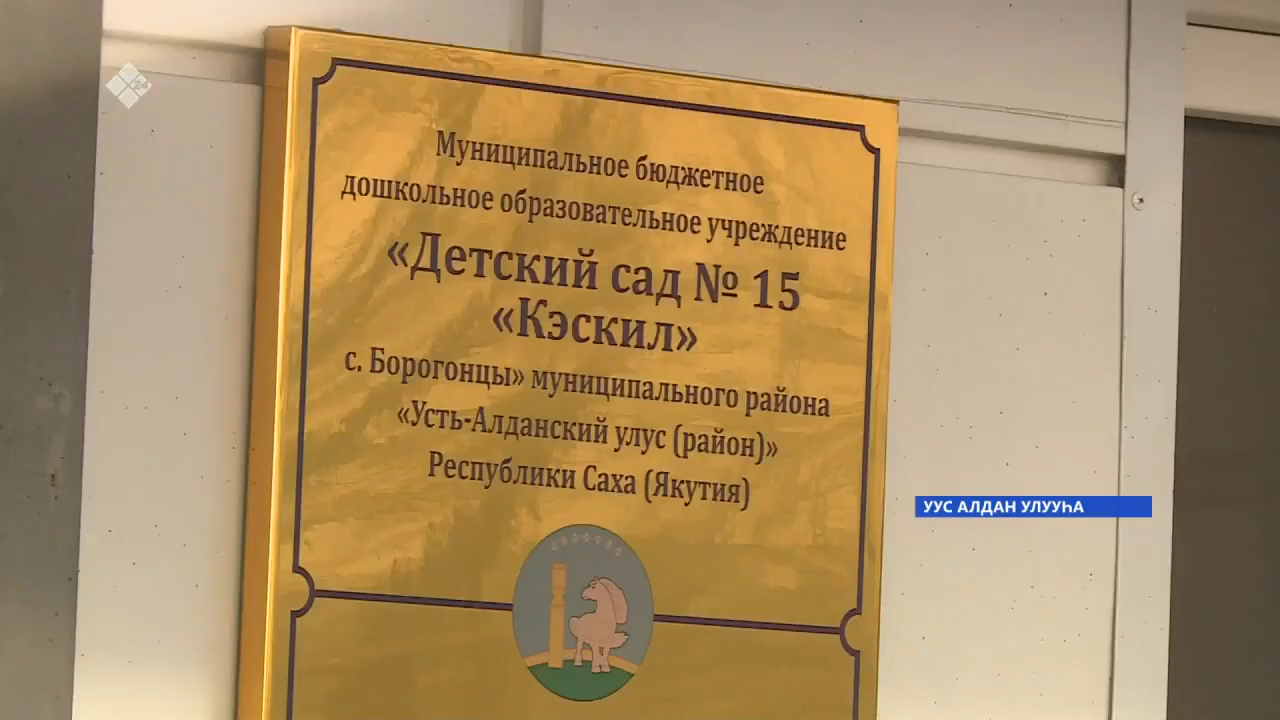 24
Муниципальное бюджетное
дошкольное образовательное учреждение
«Детский сад № 15
«Кэскил»
с. Борогонцы» муниципального района
«Усть-Алданский улус (район)»
Республики Саха (Якутия)
УУС АЛДАН УЛУУҺА